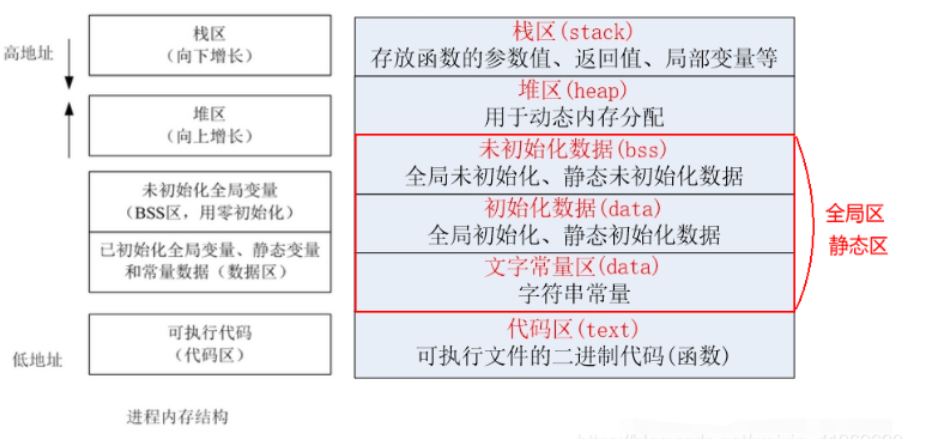 高地址
栈区
（向下增长）
堆区
（向上增长）
未初始化全局变量
（BSS区，用零初始化）
已初始化全局变量、静态变量
和常量数据（数据区）
可执行代码
（代码区）
低地址
进程内存结构
栈区(stack)
存放函数的参数值、返回值、局部变量等
堆区(heap)
用于动态内存分配
未初始化数据(bss)
全局未初始化、静态未初始化数据
初始化数据(data)
全局初始化、静态初始化数据
文字常量区(data)
字符串常量
代码区(text)
可执行文件的二进制代码(函数)
全局区
静态区